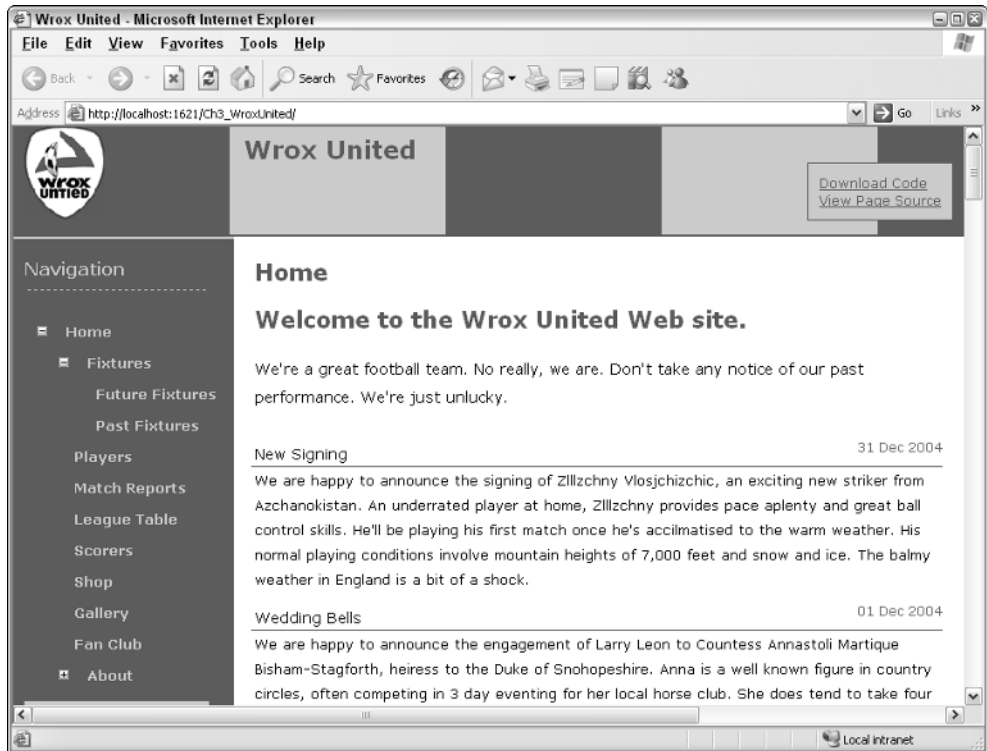 Wrox United - Microsoft Internet Explorer
File Edit View Favorites Tools Help
Back Search Favorites
Address http://localhost:1621/Ch3_WroxUnited/ Go Links »
wrox
UNTIED
Wrox United
Download Code
View Page Source
Navigation
Home
Fixtures
Future Fixtures
Past Fixtures
Players
Match Reports
League Table
Scorers
Shop
Gallery
Fan Club
About
Home
Welcome to the Wrox United Web site.
We're a great football team. No really, we are. Don't take any notice of our past
performance. We're just unlucky.
New Signing 31 Dec 2004
We are happy to announce the signing of Zlllzchny Vlosjchizchic, an exciting new striker from
Azchanokistan. An underrated player at home, Zlllzchny provides pace aplenty and great ball
control skills. He'll be playing his first match once he's accilmatised to the warm weather. His
normal playing conditions involve mountain heights of 7,000 feet and snow and ice. The balmy
weather in England is a bit of a shock.
Wedding Bells 01 Dec 2004
We are happy to announce the engagement of Larry Leon to Countess Annastoli Martique
Bisham-Stagforth, heiress to the Duke of Snohopeshire. Anna is a well known figure in country
circles, often competing in 3 day eventing for her local horse club. She does tend to take four
Local intranet